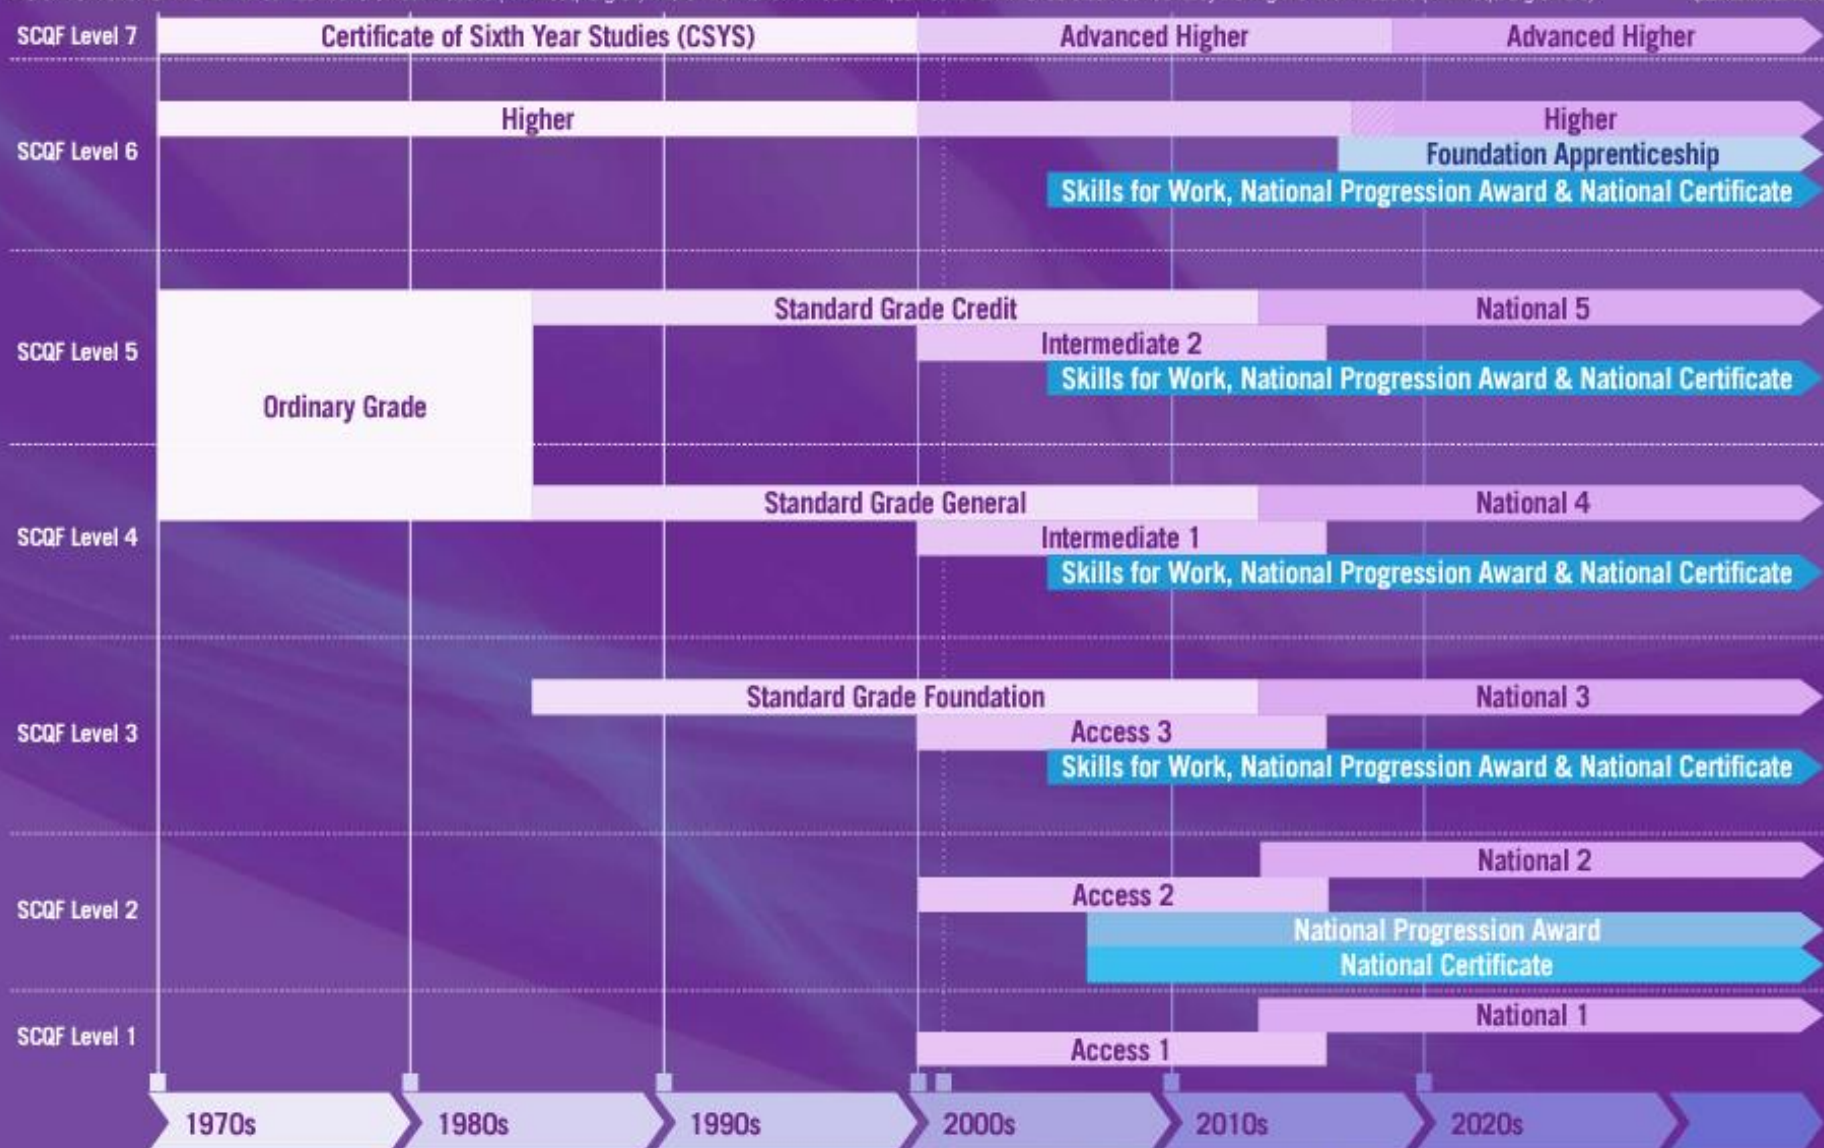 SCQF Level 7
Certificate of Sixth Year Studies (CSYS)
Advanced Higher
Advanced Higher
Higher
Higher
SCQF Level 6
Foundation Apprenticeship
Skills for Work, National Progression Award & National Certificate
Standard Grade Credit
National 5
SCQF Level 5
Intermediate 2
Skills for Work, National Progression Award & National Certificate
Ordinary Grade
Standard Grade General
National 4
SCQF Level 4
Intermediate 1
Skills for Work, National Progression Award & National Certificate
Standard Grade Foundation
National 3
SCQF Level 3
Access 3
Skills for Work, National Progression Award & National Certificate
National 2
Access 2
SCQF Level 2
National Progression Award
National Certificate
National 1
SCQF Level 1
Access 1
1970s
1980s
1990s
2000s
2010s
2020s